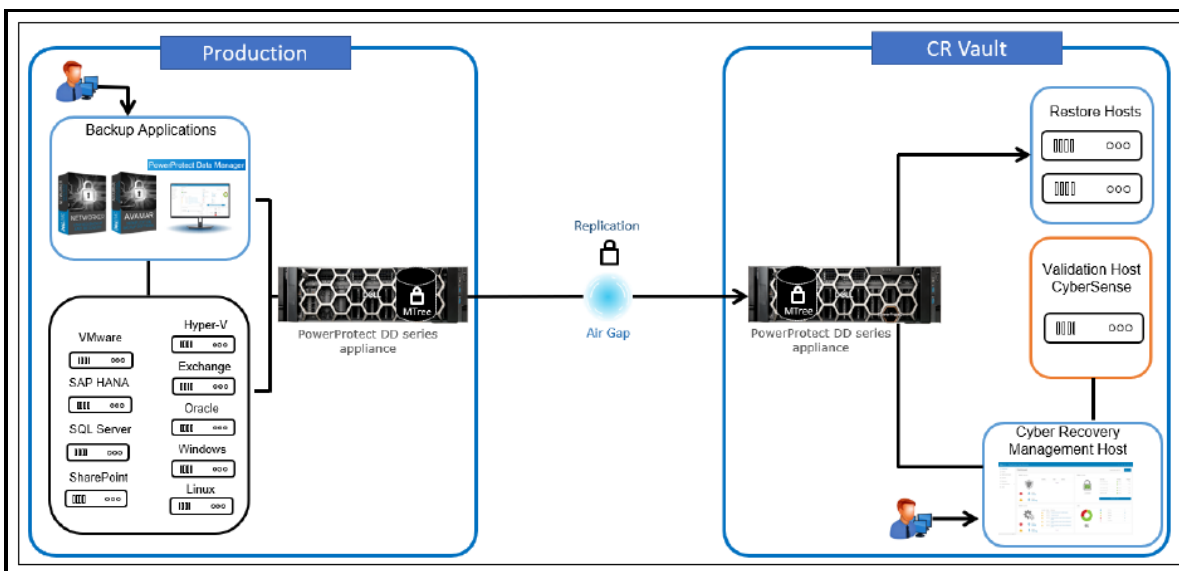 Production
Backup Applications
PowerProtect Data Manager
NETWORKER
AVAMAR
VMware
SAP HANA
SQL Server
SharePoint
Hyper-V
Exchange
Oracle
Windows
Linux
DELL
MTree
PowerProtect DD series
appliance
Replication
Air Gap
CR Vault
MTree
DELL
PowerProtect DD series
appliance
Restore Hosts
Validation Host
CyberSense
Cyber Recovery
Management Host